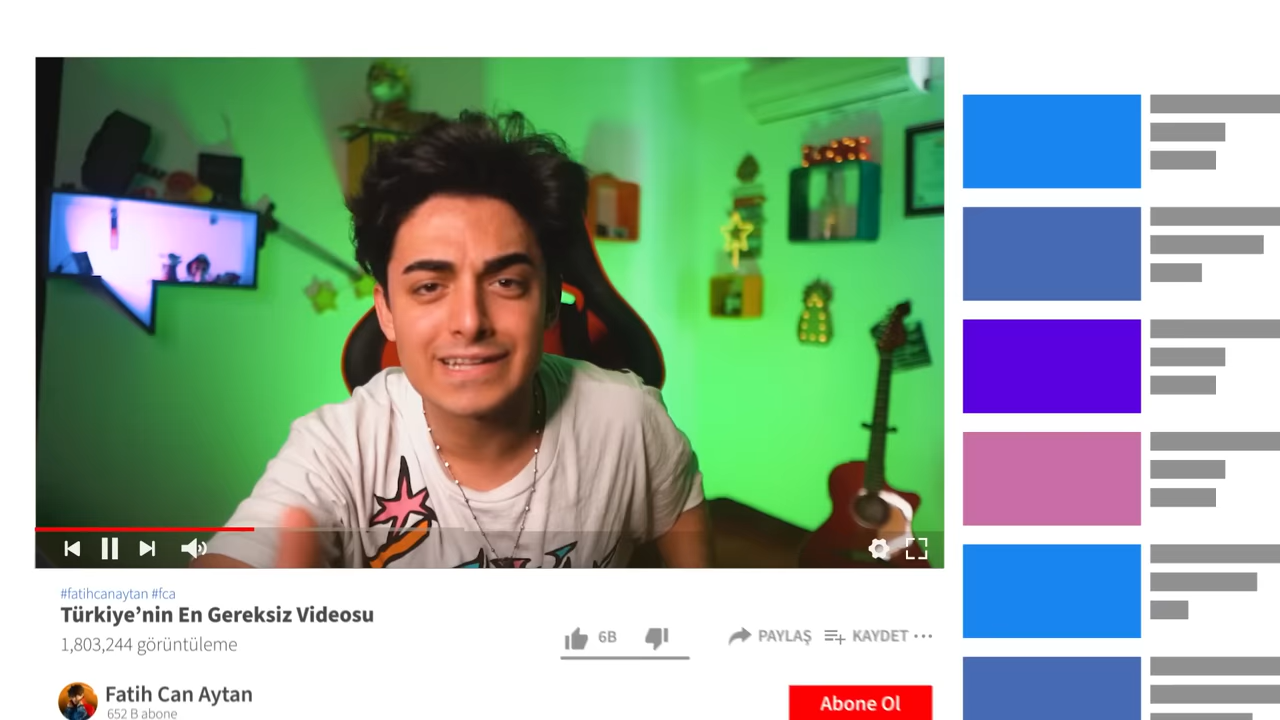 #fatihcanaytan #fca
Türkiye’nin En Gereksiz Videosu
1,803,244 görüntüleme
6B
PAYLAŞ
KAYDET
Fatih Can Aytan
652 B abone
Abone Ol